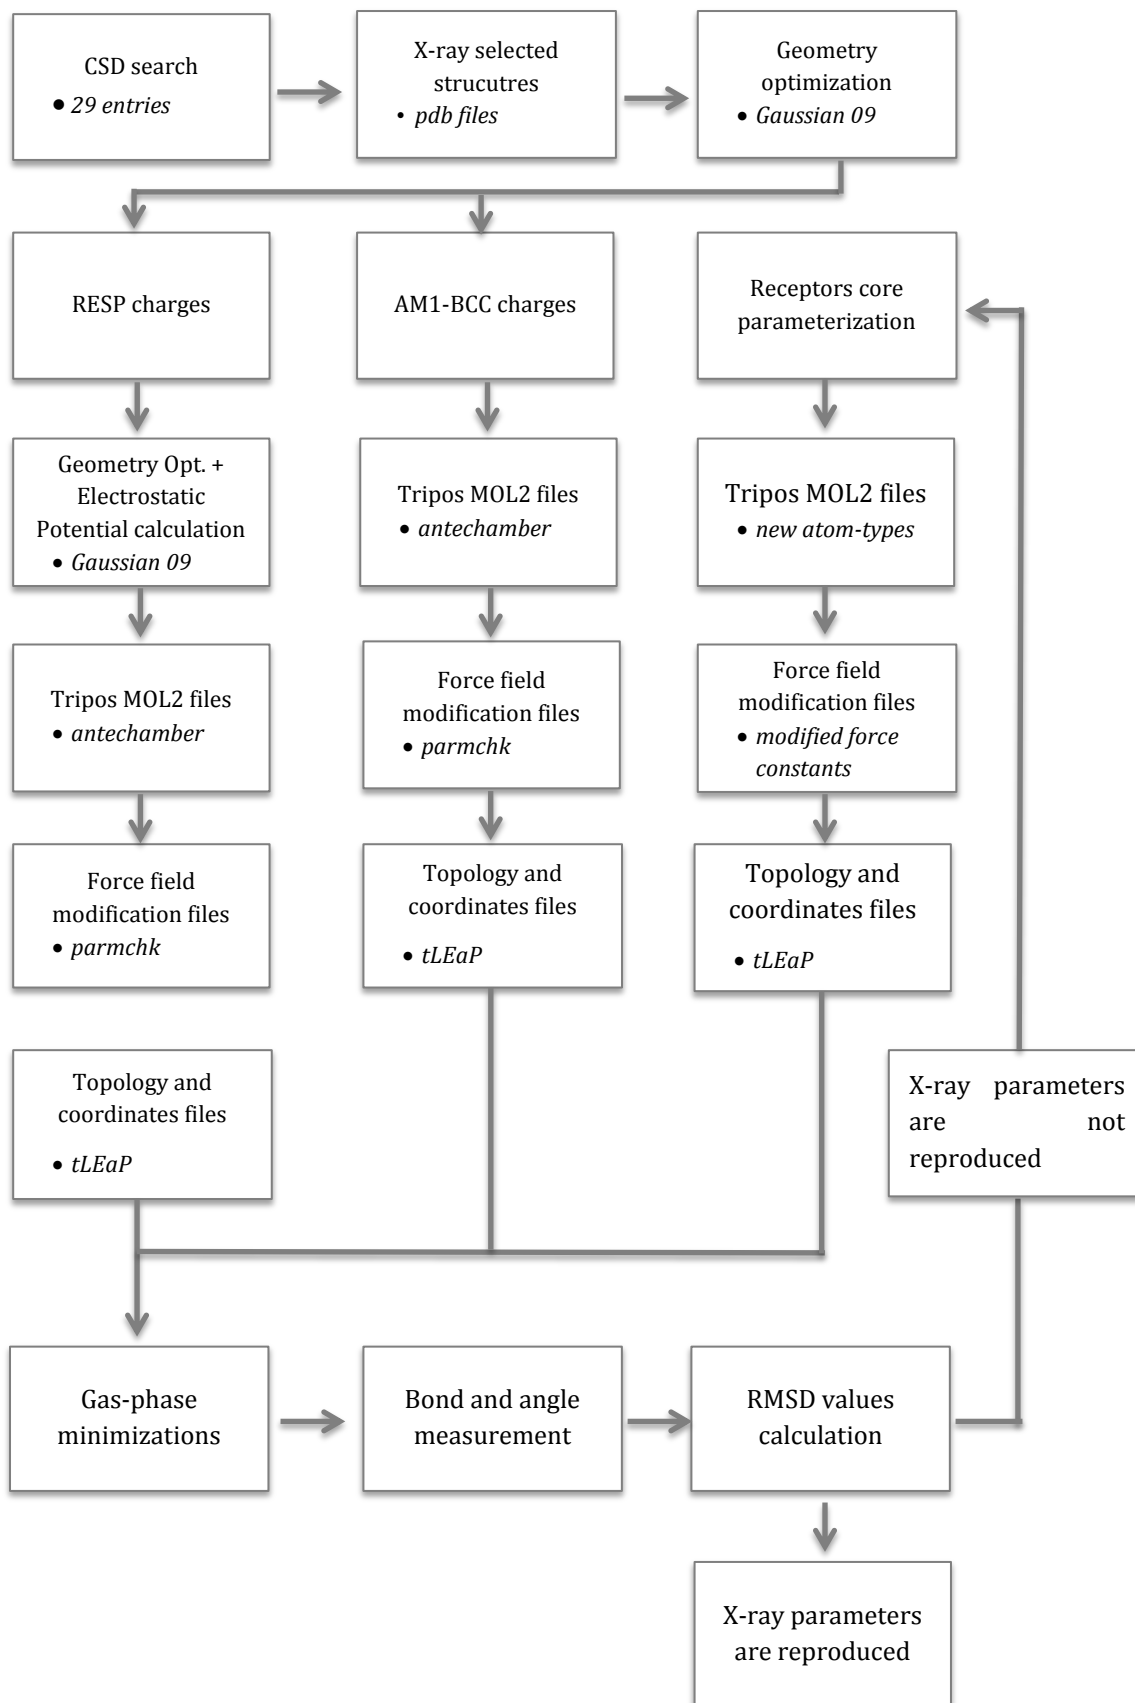 CSD search
• 29 entries
X-ray selected
strucutres
• pdb files
Geometry
optimization
• Gaussian 09
RESP charges
AM1-BCC charges
Receptors core
parameterization
Geometry Opt. +
Electrostatic
Potential calculation
• Gaussian 09
Tripos MOL2 files
• antechamber
Tripos MOL2 files
• new atom-types
Tripos MOL2 files
• antechamber
Force field
modification files
• parmchk
Force field
modification files
• modified force
constants
Force field
modification files
• parmchk
Topology and
coordinates files
• tLEaP
Topology and
coordinates files
• tLEaP
Topology and
coordinates files
• tLEaP
X-ray parameters
are not
reproduced
Gas-phase
minimizations
Bond and angle
measurement
RMSD values
calculation
X-ray parameters
are reproduced